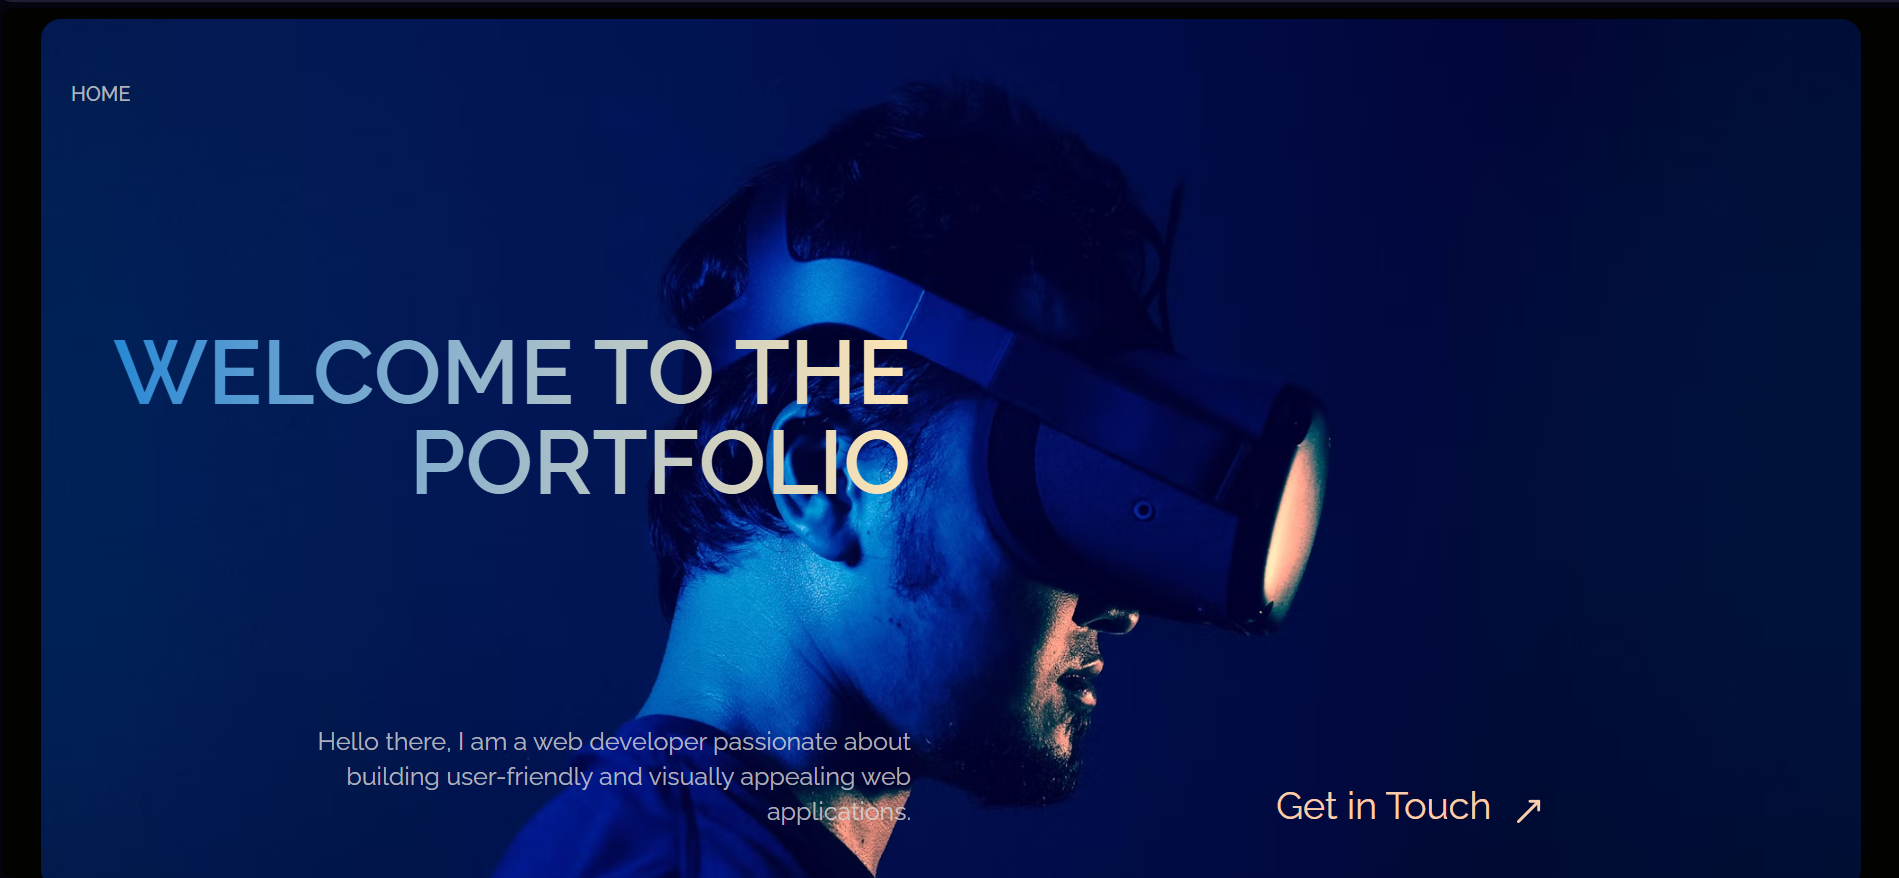 HOME
WELCOME TO THE
PORTFOLIO
Hello there, I am a web developer passionate about
building user-friendly and visually appealing web
applications.
Get in Touch ↗